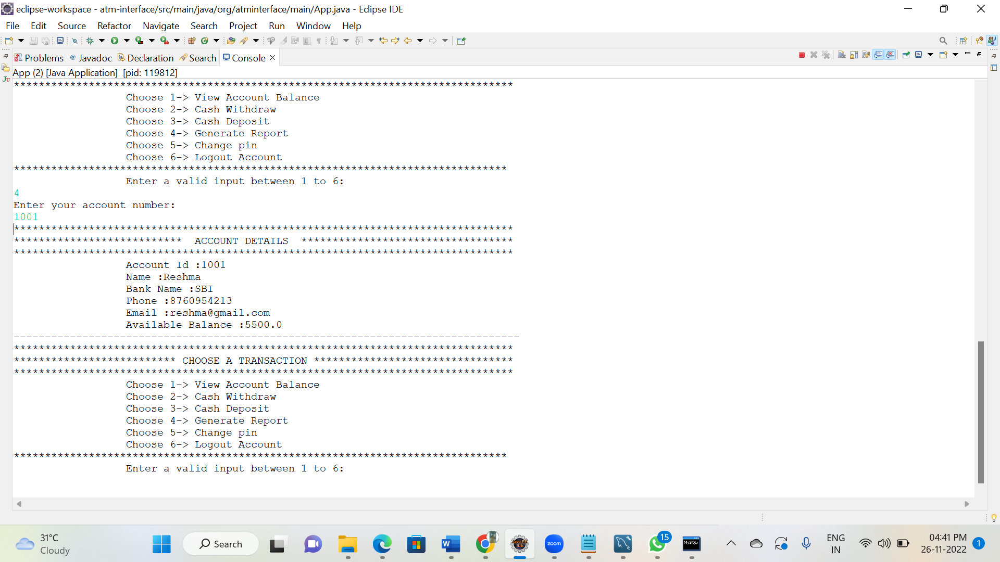 eclipse-workspace - atm-interface/src/main/java/org/atminterface/main/App.java - Eclipse IDE
File Edit Source Refactor Navigate Search Project Run Window Help
Problems @ Javadoc Declaration Search Console
App (2) [Java Application] [pid: 119812]
********************************************************************************
Choose 1-> View Account Balance
Choose 2-> Cash Withdraw
Choose 3-> Cash Deposit
Choose 4-> Generate Report
Choose 5-> Change pin
Choose 6-> Logout Account
*******************************************************************************
Enter a valid input between 1 to 6:
4
Enter your account number:
1001
********************************************************************************
*************************** ACCOUNT DETAILS **********************************
********************************************************************************
Account Id :1001
Name :Reshma
Bank Name :SBI
Phone :8760954213
Email :reshma@gmail.com
Available Balance :5500.0
---------------------------------------------------------------------------------
********************************************************************************
************************** CHOOSE A TRANSACTION ********************************
********************************************************************************
Choose 1-> View Account Balance
Choose 2-> Cash Withdraw
Choose 3-> Cash Deposit
Choose 4-> Generate Report
Choose 5-> Change pin
Choose 6-> Logout Account
*******************************************************************************
Enter a valid input between 1 to 6:
31°C
Cloudy
Search
W
Java EE
IDE
zoom
15
MySQL
ENG
IN
04:41 PM
26-11-2022
1